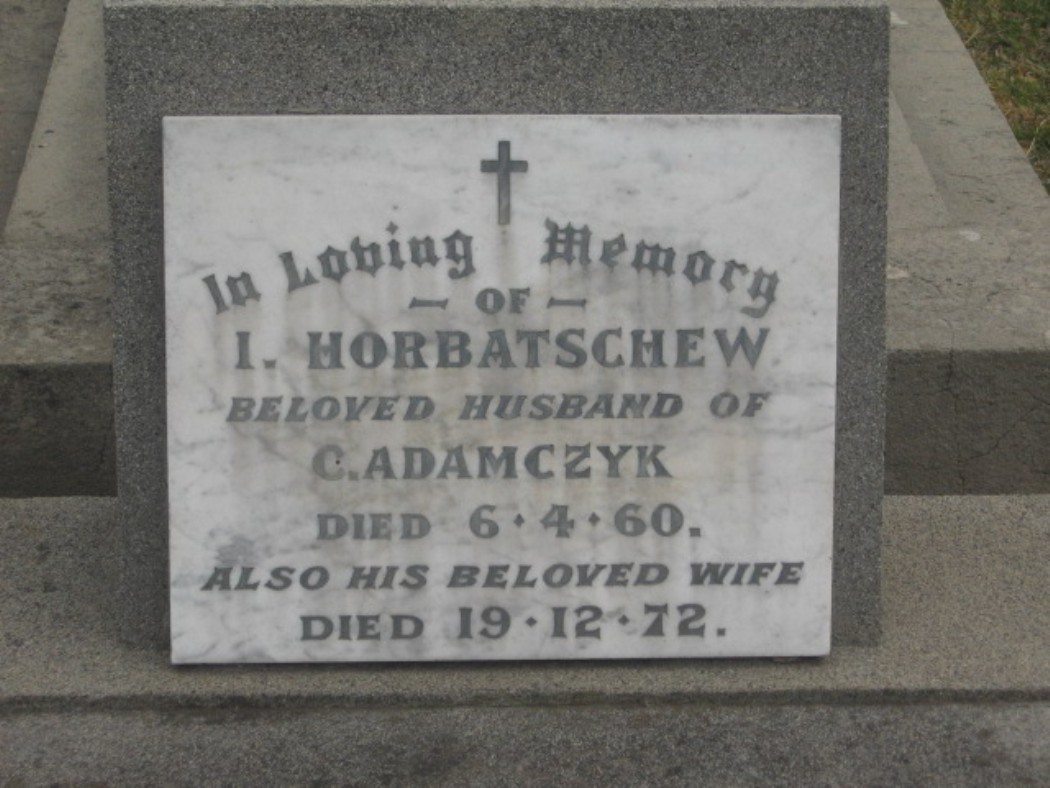 In Loving Memory
— OF —
I. HORBATSCHEW
BELOVED HUSBAND OF
C. ADAMCZYK
DIED 6·4·60.
ALSO HIS BELOVED WIFE
DIED 19·12·72.